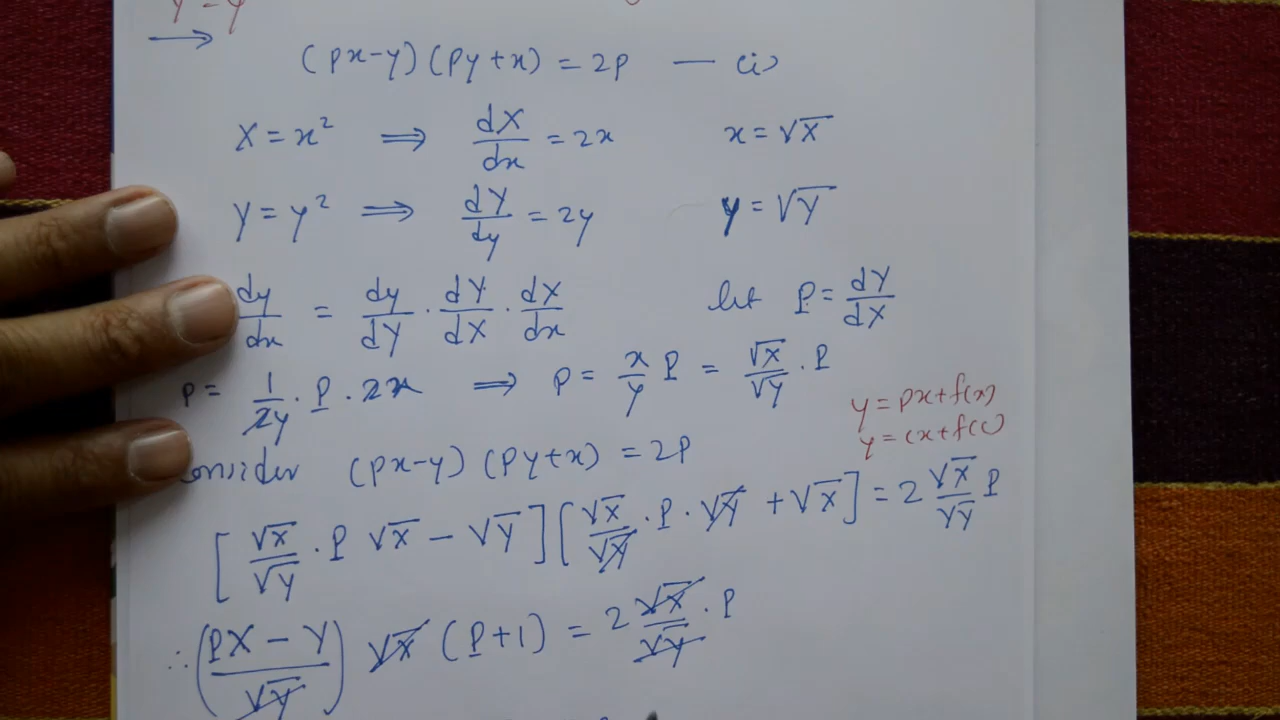 (px-y) (py+x) = 2p — (i)
X = x² ⟹ dX/dx = 2x x = √X
Y = y² ⟹ dY/dy = 2y y = √Y
dy/dx = dy/dY · dY/dX · dX/dx let P = dY/dX
p = 1/2y · P · 2x ⟹ p = x/y P = √X/√Y · P
y = px + f(x)
y = cx + f(c)
onsider (px-y) (py+x) = 2p
[√X/√Y · P √X - √Y] [√X/√Y · P · √Y + √X] = 2 √X/√Y P
∴ (PX - Y/√Y) √X (P+1) = 2 √X/√Y · P